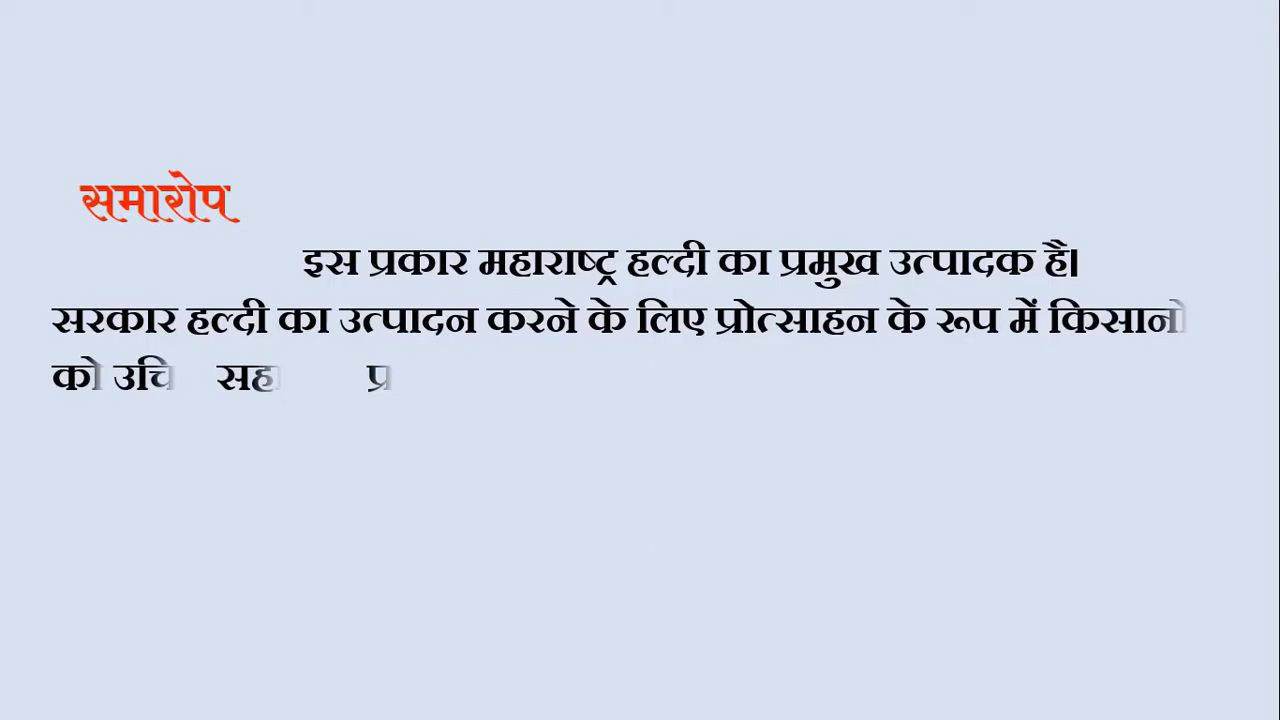 समारोप
इस प्रकार महाराष्ट्र हल्दी का प्रमुख उत्पादक है।
सरकार हल्दी का उत्पादन करने के लिए प्रोत्साहन के रूप में किसानों
को